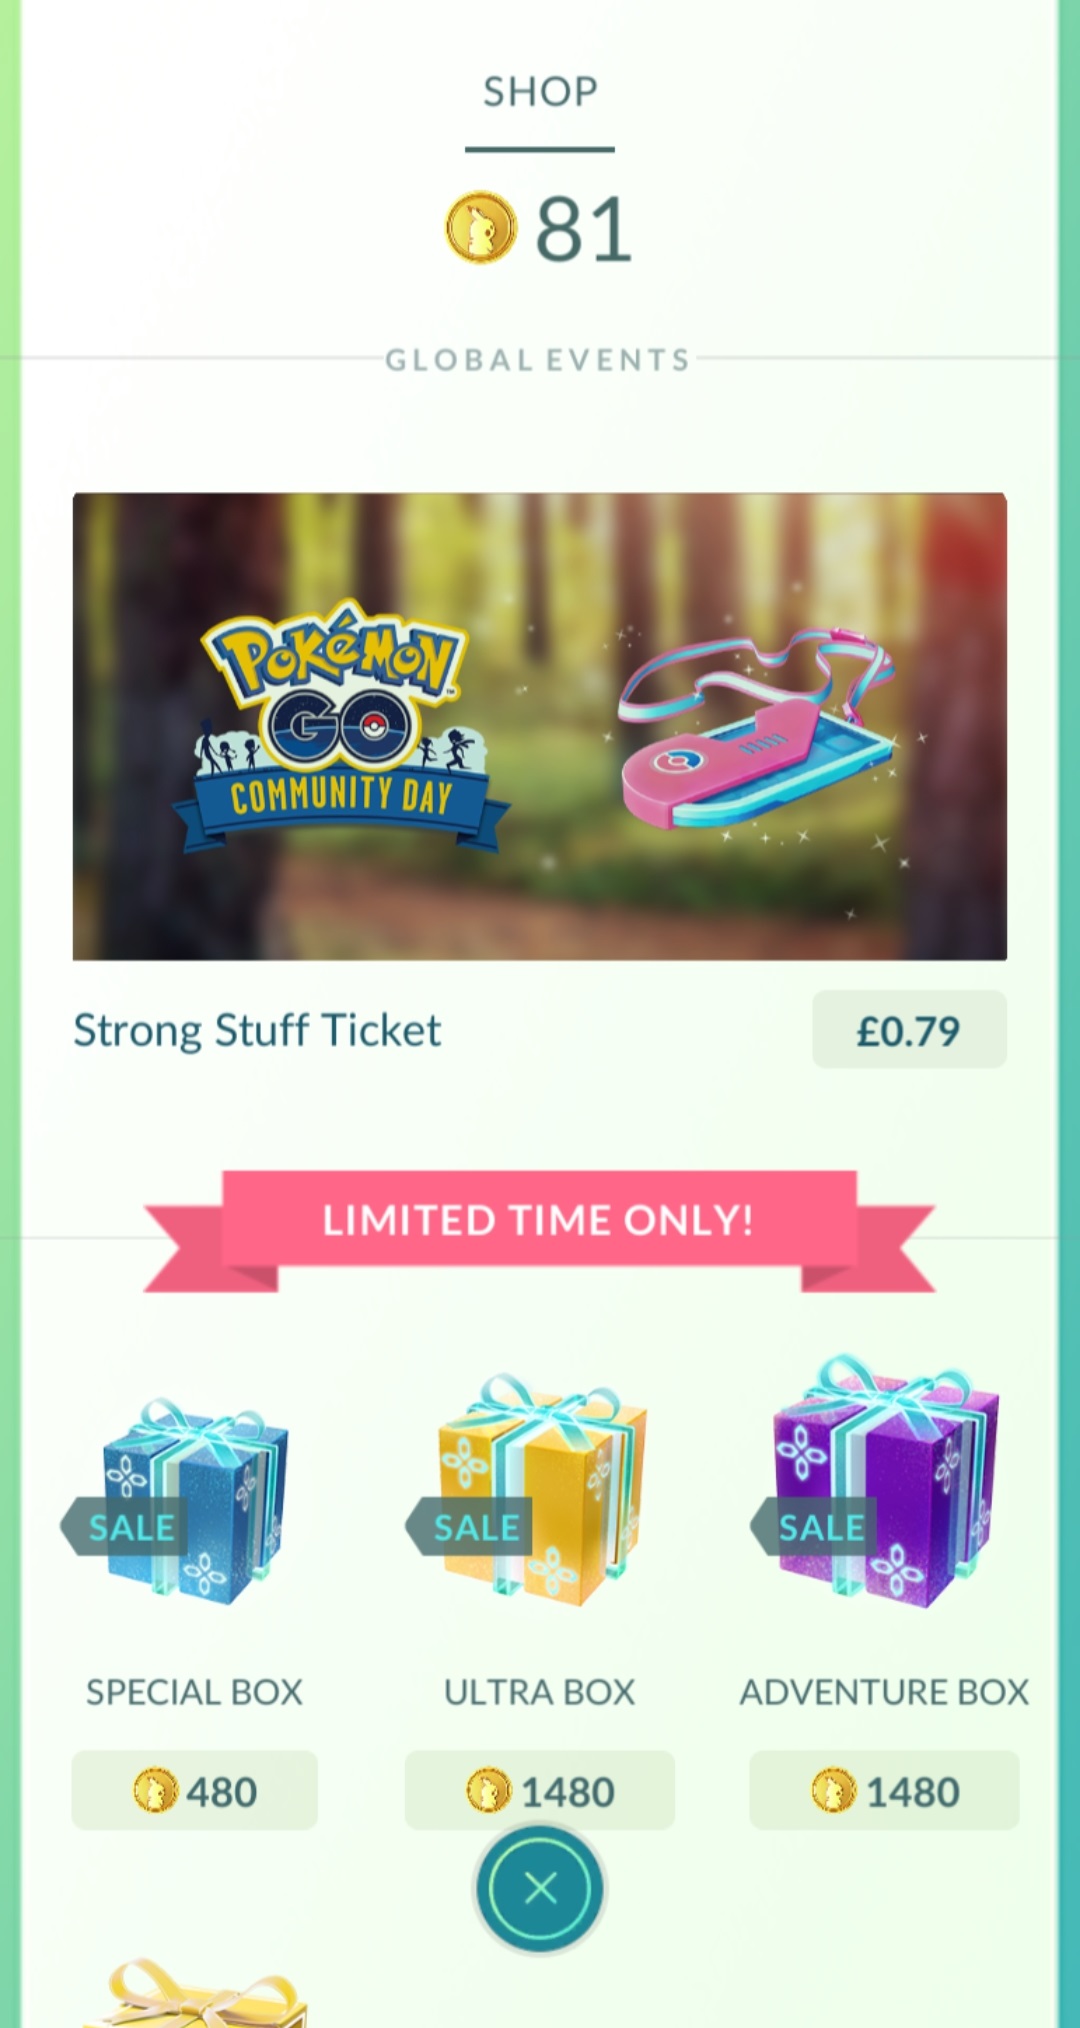 SHOP
81
GLOBAL EVENTS
POKéMON
GO
COMMUNITY DAY
Strong Stuff Ticket
£0.79
LIMITED TIME ONLY!
SALE
SALE
SALE
SPECIAL BOX
ULTRA BOX
ADVENTURE BOX
480
1480
1480